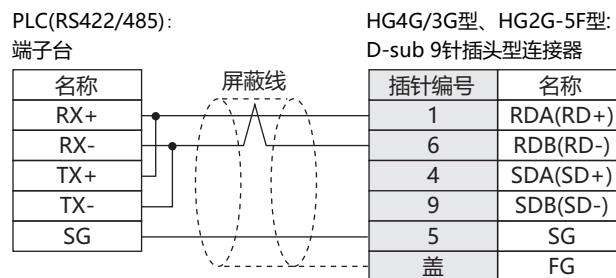 PLC(RS422/485):
端子台
HG4G/3G型、HG2G-5F型:
D-sub 9针插头型连接器
名称
屏蔽线
插针编号 名称
RX+ 1 RDA(RD+)
RX- 6 RDB(RD-)
TX+ 4 SDA(SD+)
TX- 9 SDB(SD-)
SG 5 SG
盖 FG